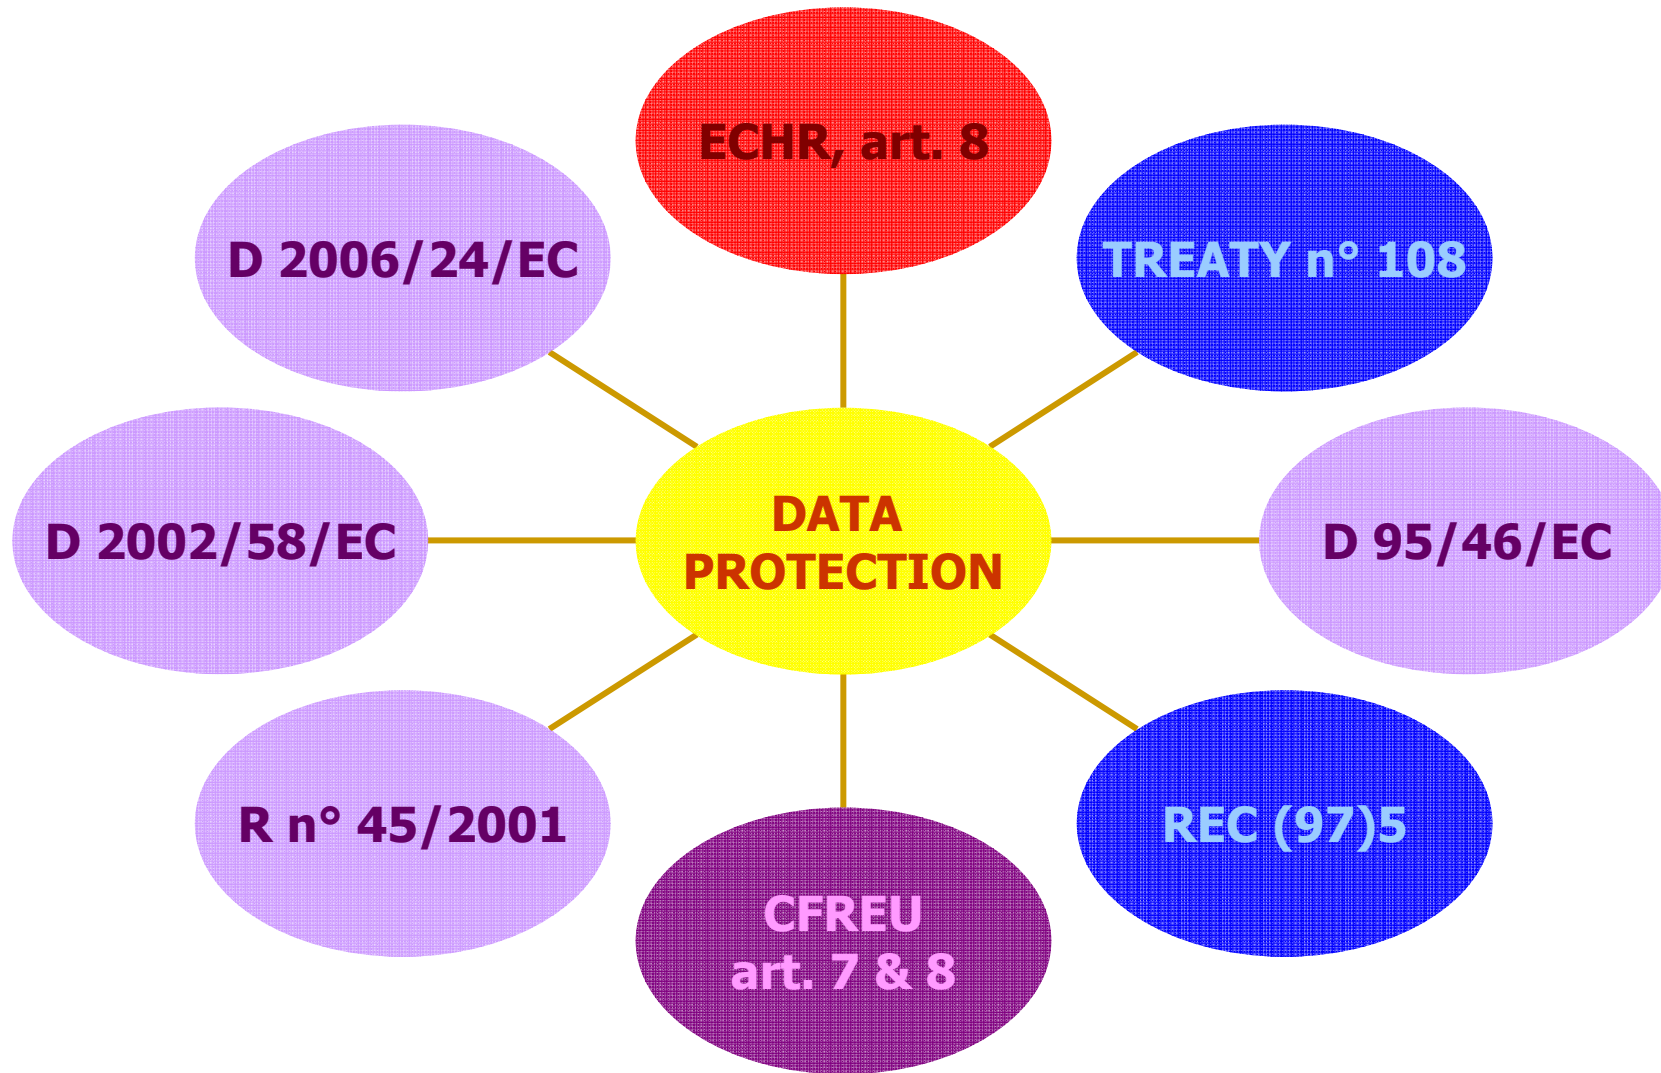 ECHR, art. 8
D 2006/24/EC
TREATY n° 108
D 2002/58/EC
DATA
PROTECTION
D 95/46/EC
R n° 45/2001
REC (97)5
CFREU
art. 7 & 8